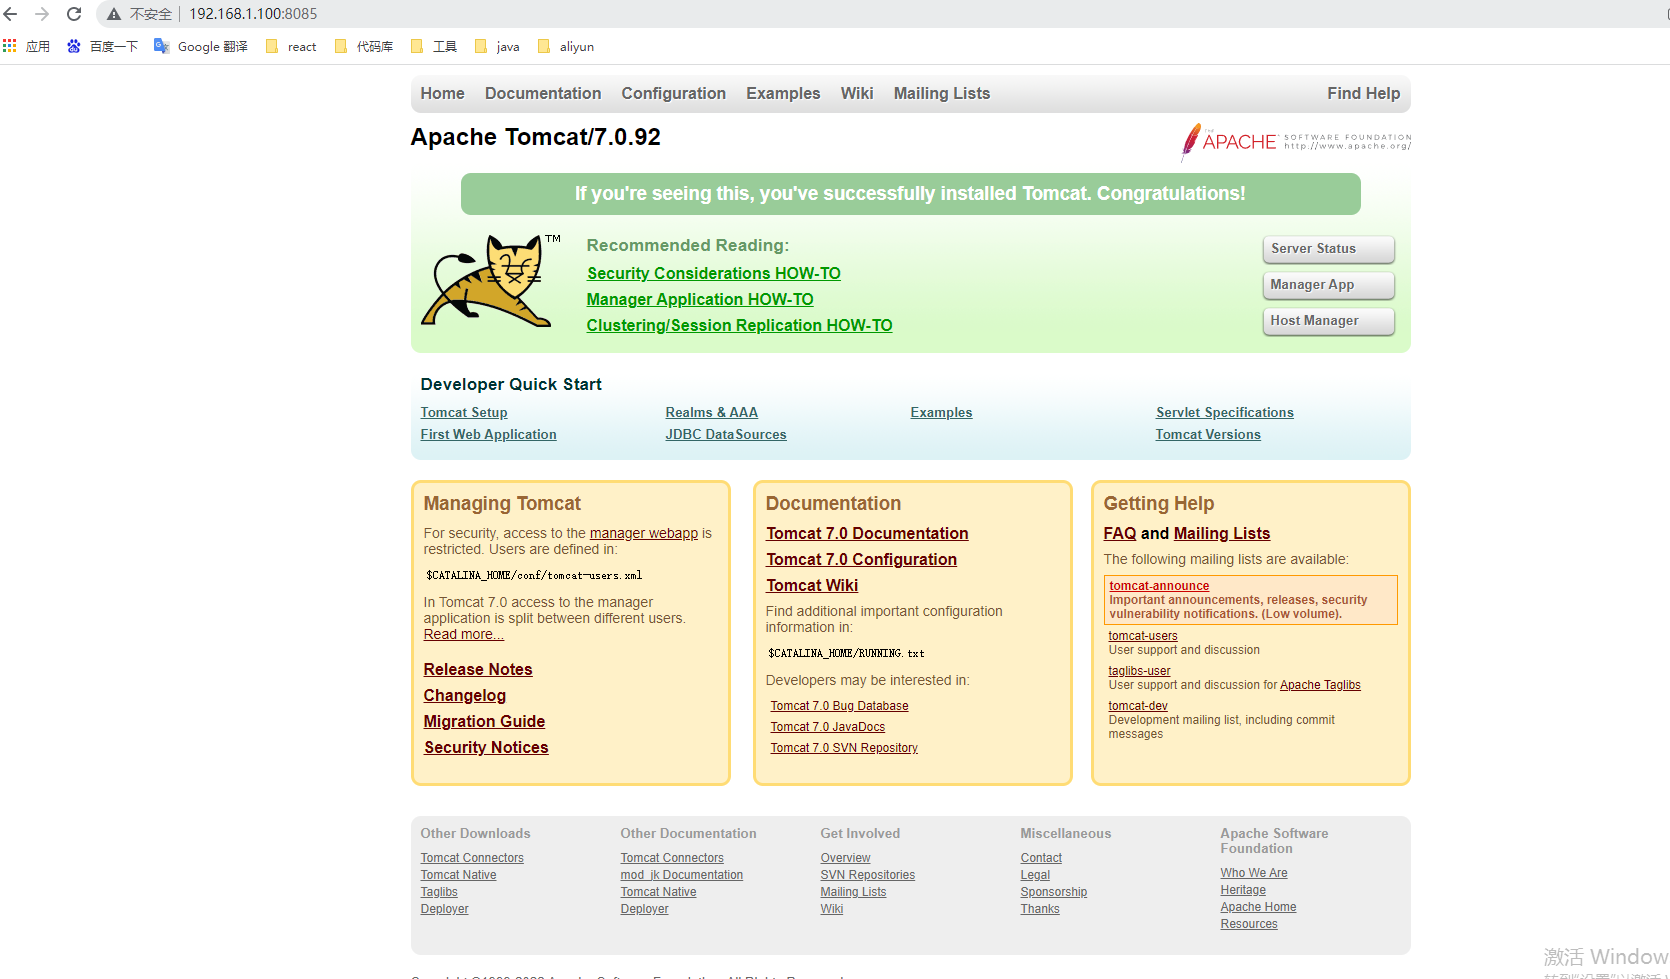 不安全 192.168.1.100:8085
应用 百度一下 Google 翻译 react 代码库 工具 java aliyun
Home Documentation Configuration Examples Wiki Mailing Lists Find Help
Apache Tomcat/7.0.92
THE APACHE SOFTWARE FOUNDATION
http://www.apache.org/
If you're seeing this, you've successfully installed Tomcat. Congratulations!
TM
Recommended Reading:
Security Considerations HOW-TO
Manager Application HOW-TO
Clustering/Session Replication HOW-TO
Server Status
Manager App
Host Manager
Developer Quick Start
Tomcat Setup
First Web Application
Realms & AAA
JDBC DataSources
Examples
Servlet Specifications
Tomcat Versions
Managing Tomcat
For security, access to the manager webapp is
restricted. Users are defined in:
$CATALINA_HOME/conf/tomcat-users.xml
In Tomcat 7.0 access to the manager
application is split between different users.
Read more...
Release Notes
Changelog
Migration Guide
Security Notices
Documentation
Tomcat 7.0 Documentation
Tomcat 7.0 Configuration
Tomcat Wiki
Find additional important configuration
information in:
$CATALINA_HOME/RUNNING.txt
Developers may be interested in:
Tomcat 7.0 Bug Database
Tomcat 7.0 JavaDocs
Tomcat 7.0 SVN Repository
Getting Help
FAQ and Mailing Lists
The following mailing lists are available:
tomcat-announce
Important announcements, releases, security
vulnerability notifications. (Low volume).
tomcat-users
User support and discussion
taglibs-user
User support and discussion for Apache Taglibs
tomcat-dev
Development mailing list, including commit
messages
Other Downloads
Tomcat Connectors
Tomcat Native
Taglibs
Deployer
Other Documentation
Tomcat Connectors
mod_jk Documentation
Tomcat Native
Deployer
Get Involved
Overview
SVN Repositories
Mailing Lists
Wiki
Miscellaneous
Contact
Legal
Sponsorship
Thanks
Apache Software
Foundation
Who We Are
Heritage
Apache Home
Resources
激活 Window